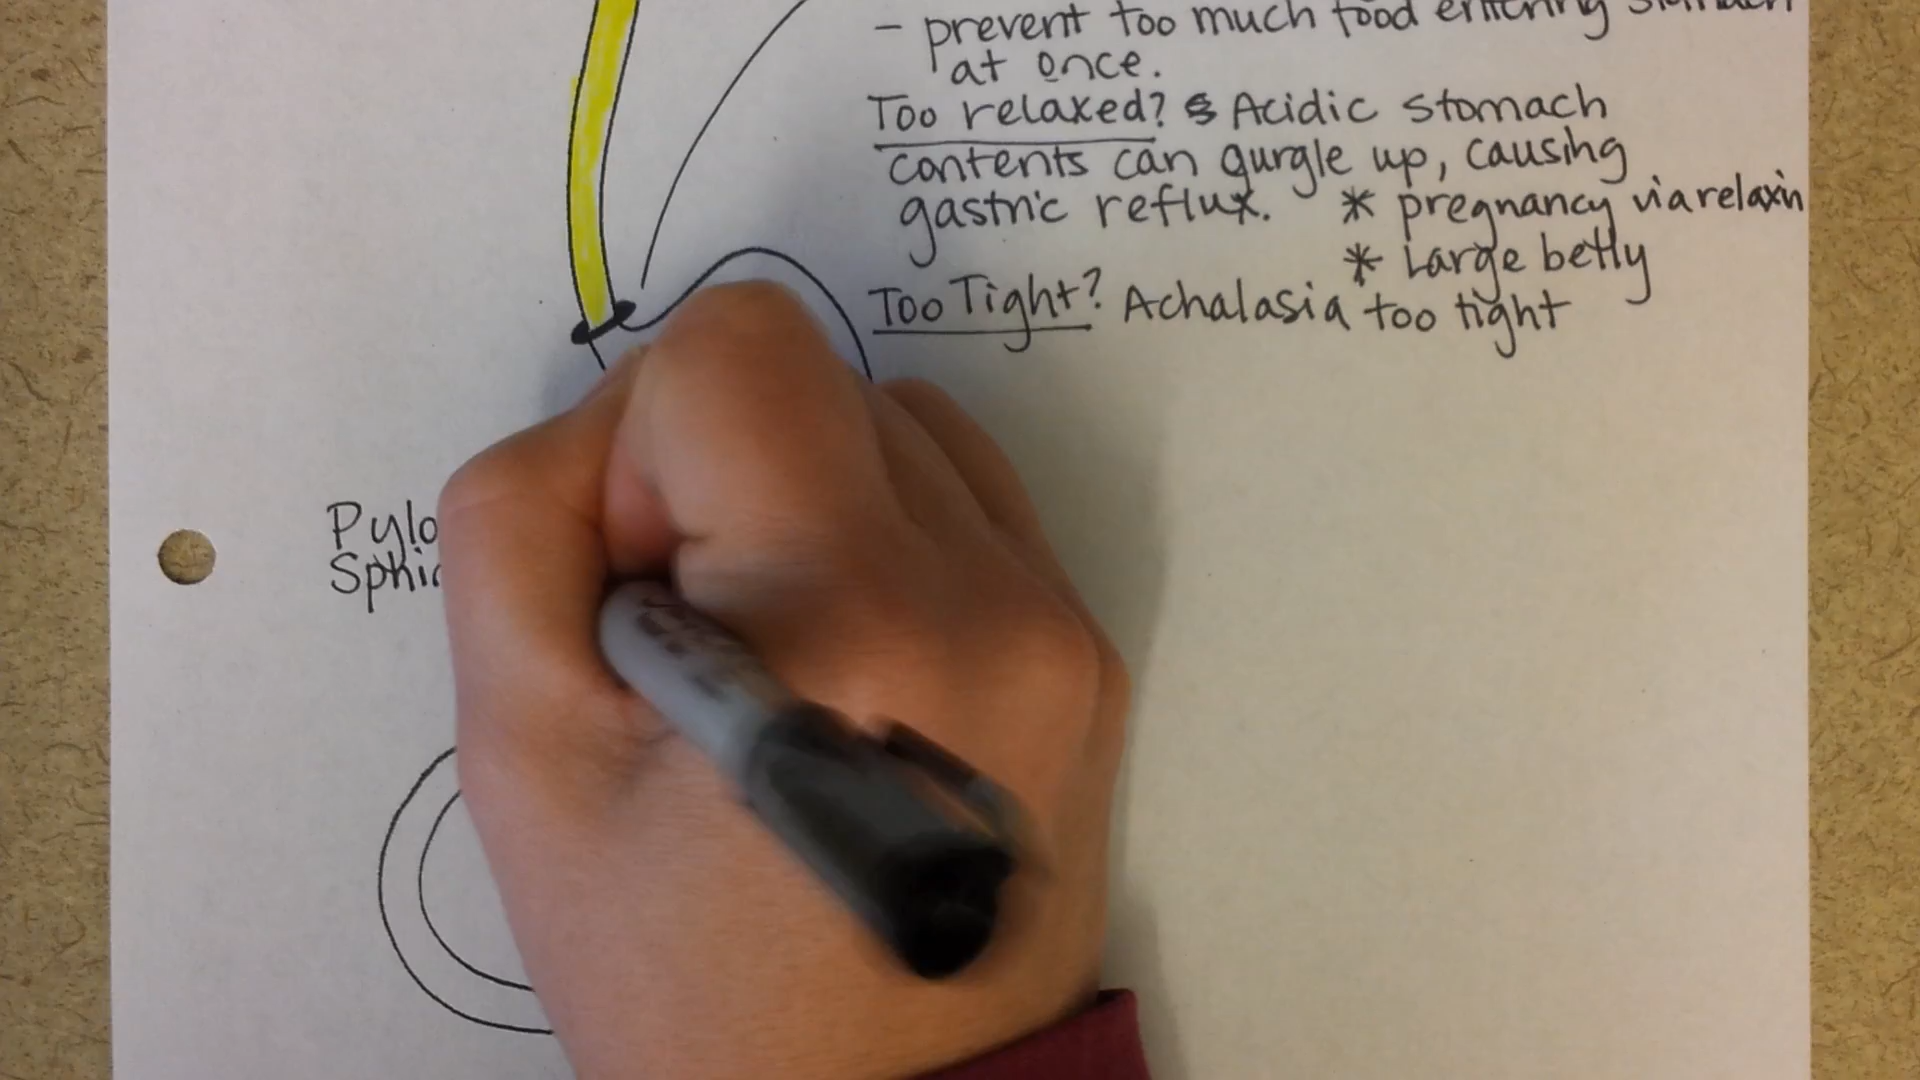 - prevent too much food entering stomach
at once.
Too relaxed? Acidic stomach
contents can gurgle up, causing
gastric reflux. * pregnancy via relaxin
* Large belly
Too Tight? Achalasia too tight
Pylo
Sphi